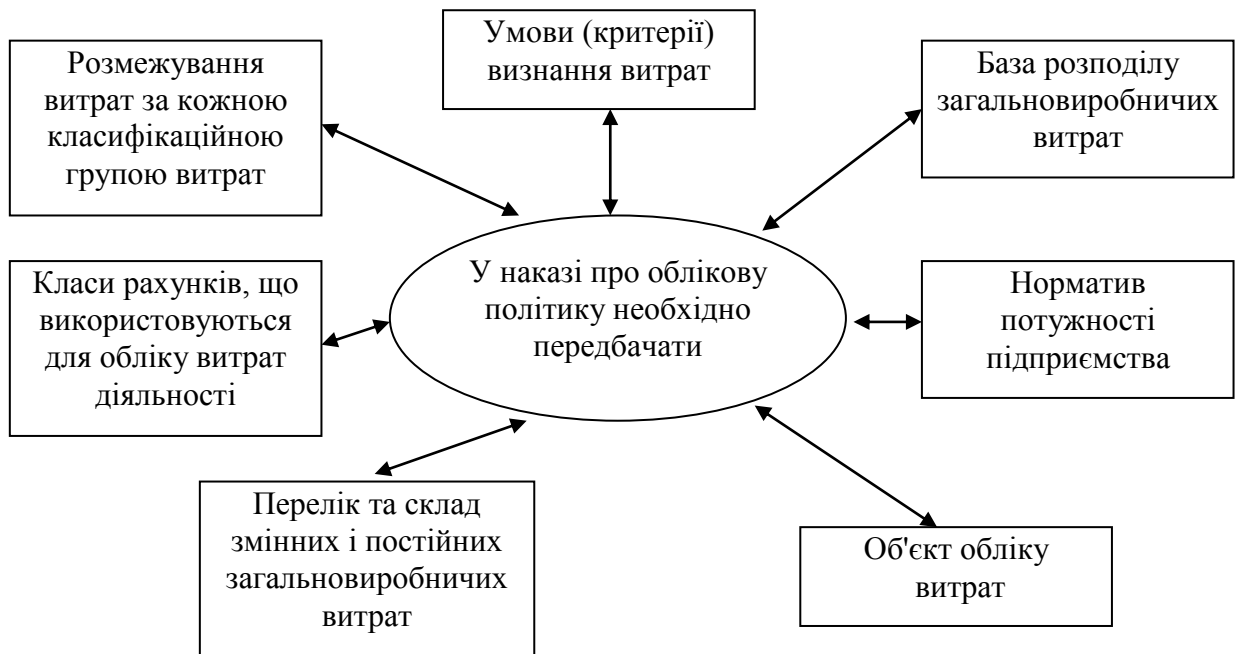 Умови (критерії)
визнання витрат
Розмежування
витрат за кожною
класифікаційною
групою витрат
База розподілу
загальновиробничих
витрат
У наказі про облікову
політику необхідно
передбачати
Класи рахунків, що
використовуються
для обліку витрат
діяльності
Норматив
потужності
підприємства
Перелік та склад
змінних і постійних
загальновиробничих
витрат
Об'єкт обліку
витрат